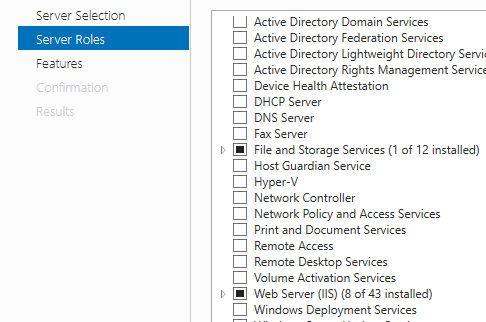 Server Selection
Server Roles
Features
Confirmation
Results
Active Directory Domain Services
Active Directory Federation Services
Active Directory Lightweight Directory Servic
Active Directory Rights Management Service
Device Health Attestation
DHCP Server
DNS Server
Fax Server
File and Storage Services (1 of 12 installed)
Host Guardian Service
Hyper-V
Network Controller
Network Policy and Access Services
Print and Document Services
Remote Access
Remote Desktop Services
Volume Activation Services
Web Server (IIS) (8 of 43 installed)
Windows Deployment Services